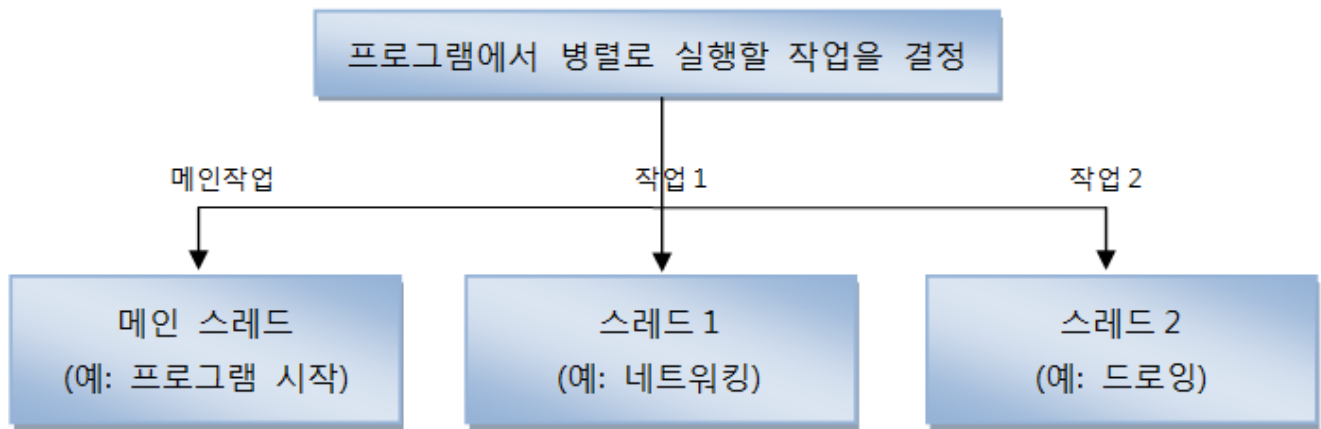 프로그램에서 병렬로 실행할 작업을 결정
메인작업
작업1
작업2
메인 스레드
(예: 프로그램 시작)
스레드1
(예: 네트워킹)
스레드2
(예: 드로잉)